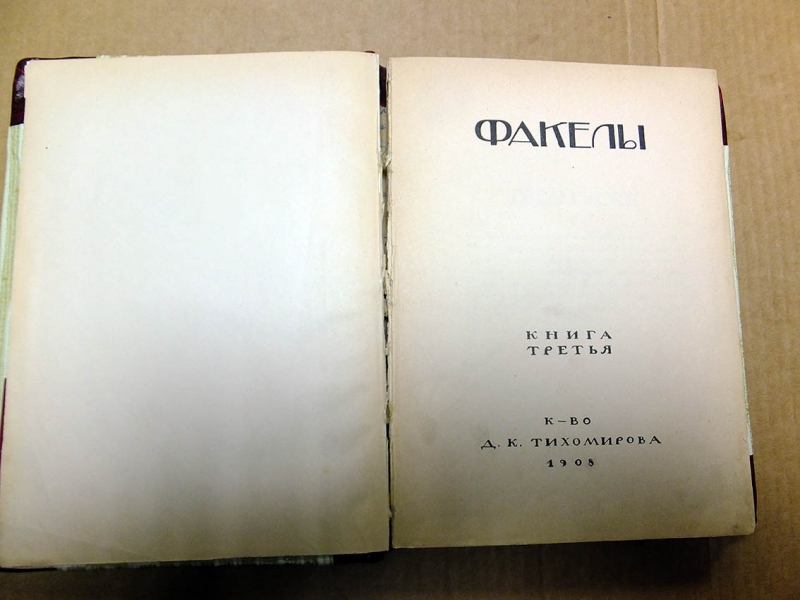 ФАКЕЛЫ
КНИГА
ТРЕТЬЯ
К-ВО
Д. К. ТИХОМИРОВА
1908